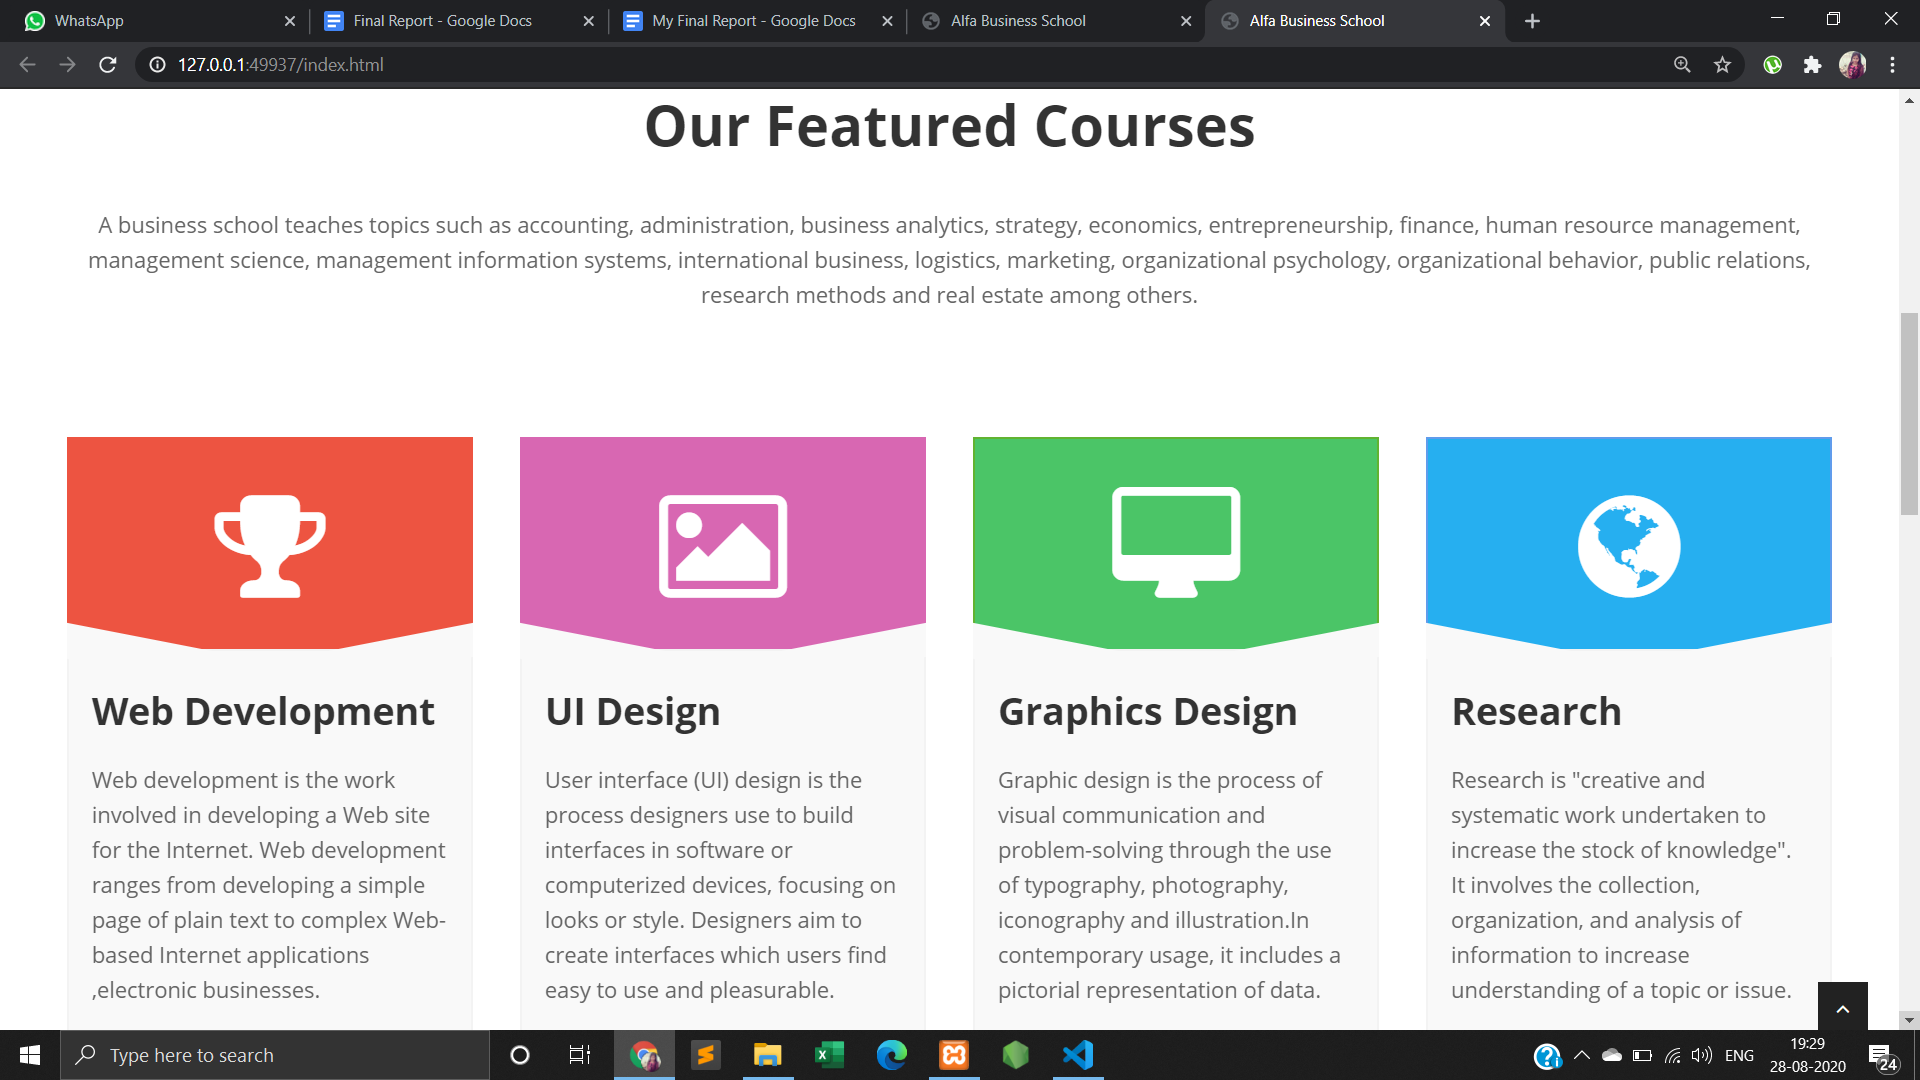 WhatsApp
Final Report - Google Docs
My Final Report - Google Docs
Alfa Business School
Alfa Business School
127.0.0.1:49937/index.html
Our Featured Courses
A business school teaches topics such as accounting, administration, business analytics, strategy, economics, entrepreneurship, finance, human resource management,
management science, management information systems, international business, logistics, marketing, organizational psychology, organizational behavior, public relations,
research methods and real estate among others.
Web Development
Web development is the work
involved in developing a Web site
for the Internet. Web development
ranges from developing a simple
page of plain text to complex Web-
based Internet applications
,electronic businesses.
UI Design
User interface (UI) design is the
process designers use to build
interfaces in software or
computerized devices, focusing on
looks or style. Designers aim to
create interfaces which users find
easy to use and pleasurable.
Graphics Design
Graphic design is the process of
visual communication and
problem-solving through the use
of typography, photography,
iconography and illustration.In
contemporary usage, it includes a
pictorial representation of data.
Research
Research is "creative and
systematic work undertaken to
increase the stock of knowledge".
It involves the collection,
organization, and analysis of
information to increase
understanding of a topic or issue.
Type here to search
ENG
19:29
28-08-2020
24